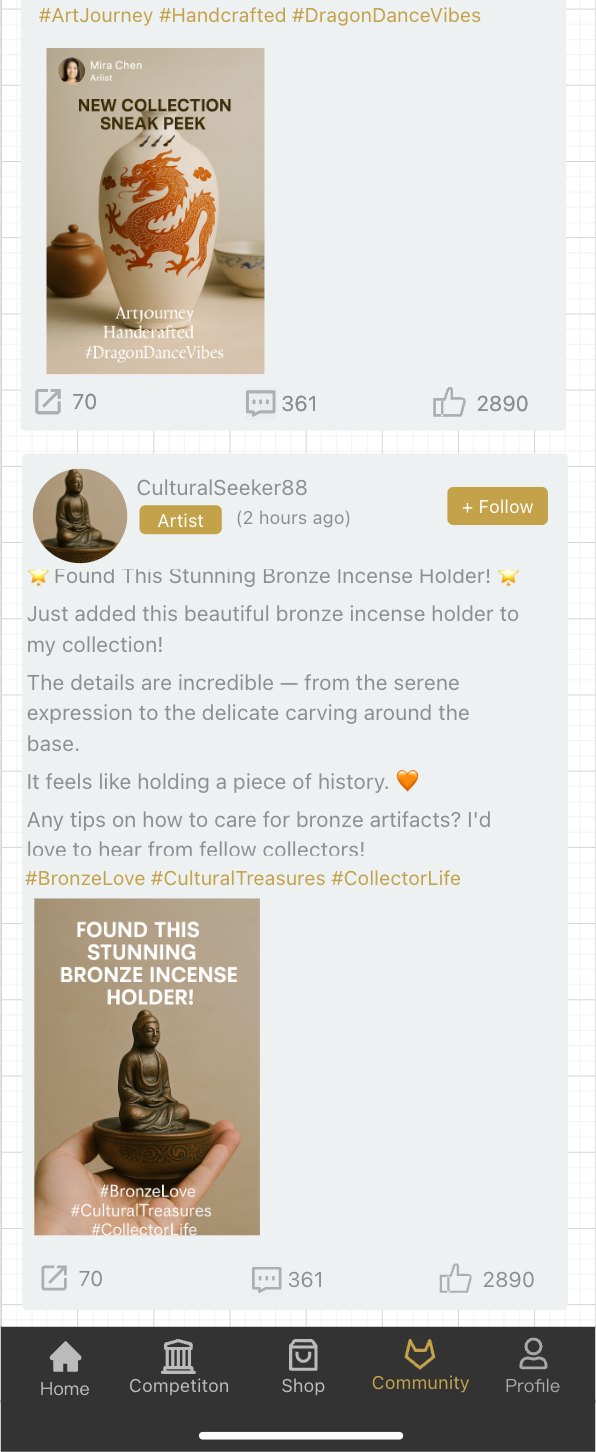 #ArtJourney #Handcrafted #DragonDanceVibes
Mira Chen
Ariist
NEW COLLECTION
SNEAK PEEK
Artjourney
Handcrafted
#DragonDanceVibes
70
361
2890
CulturalSeeker88
Artist
(2 hours ago)
+ Follow
🌟 Found This Stunning Bronze Incense Holder! 🌟
Just added this beautiful bronze incense holder to
my collection!
The details are incredible — from the serene
expression to the delicate carving around the
base.
It feels like holding a piece of history. 🧡
Any tips on how to care for bronze artifacts? I'd
love to hear from fellow collectors!
#BronzeLove #CulturalTreasures #CollectorLife
FOUND THIS
STUNNING
BRONZE INCENSE
HOLDER!
#BronzeLove
#CulturalTreasures
#CollectorLife
70
361
2890
Home
Competiton
Shop
Community
Profile